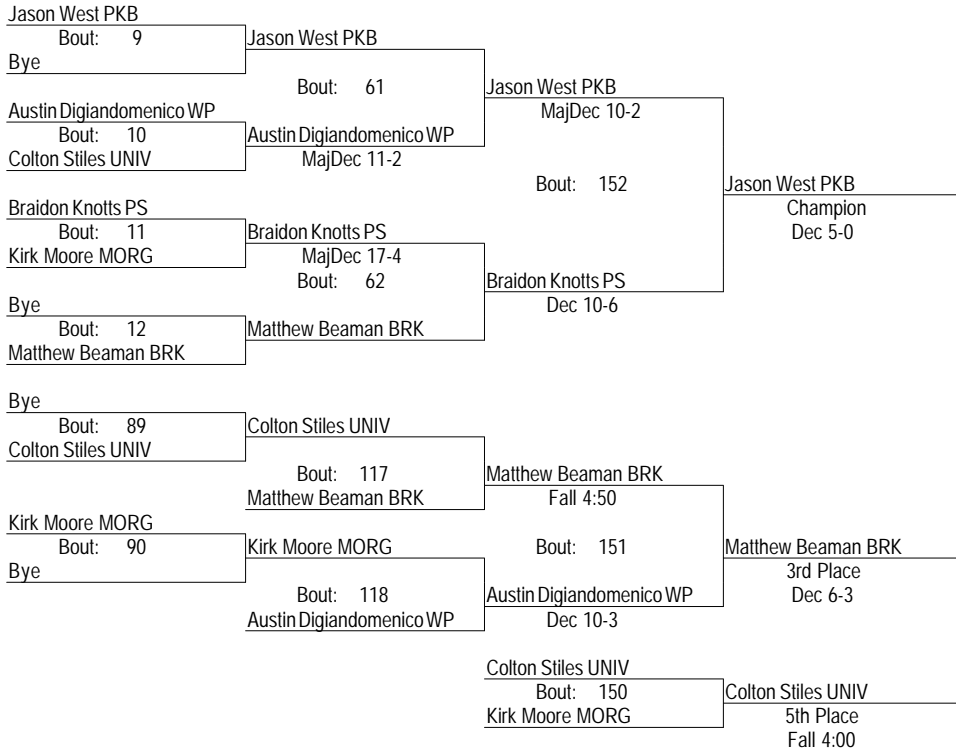 Jason West PKB
Bout: 9
Bye
Jason West PKB
Bout: 61
Austin Digiandomenico WP
Bout: 10
Colton Stiles UNIV
Austin Digiandomenico WP
MajDec 11-2
Jason West PKB
MajDec 10-2
Bout: 152
Braidon Knotts PS
Bout: 11
Kirk Moore MORG
Braidon Knotts PS
MajDec 17-4
Bout: 62
Bye
Bout: 12
Matthew Beaman BRK
Matthew Beaman BRK
Braidon Knotts PS
Dec 10-6
Jason West PKB
Champion
Dec 5-0
Bye
Bout: 89
Colton Stiles UNIV
Colton Stiles UNIV
Bout: 117
Matthew Beaman BRK
Matthew Beaman BRK
Fall 4:50
Bout: 151
Kirk Moore MORG
Bout: 90
Bye
Kirk Moore MORG
Bout: 118
Austin Digiandomenico WP
Austin Digiandomenico WP
Dec 10-3
Matthew Beaman BRK
3rd Place
Dec 6-3
Colton Stiles UNIV
Bout: 150
Kirk Moore MORG
Colton Stiles UNIV
5th Place
Fall 4:00